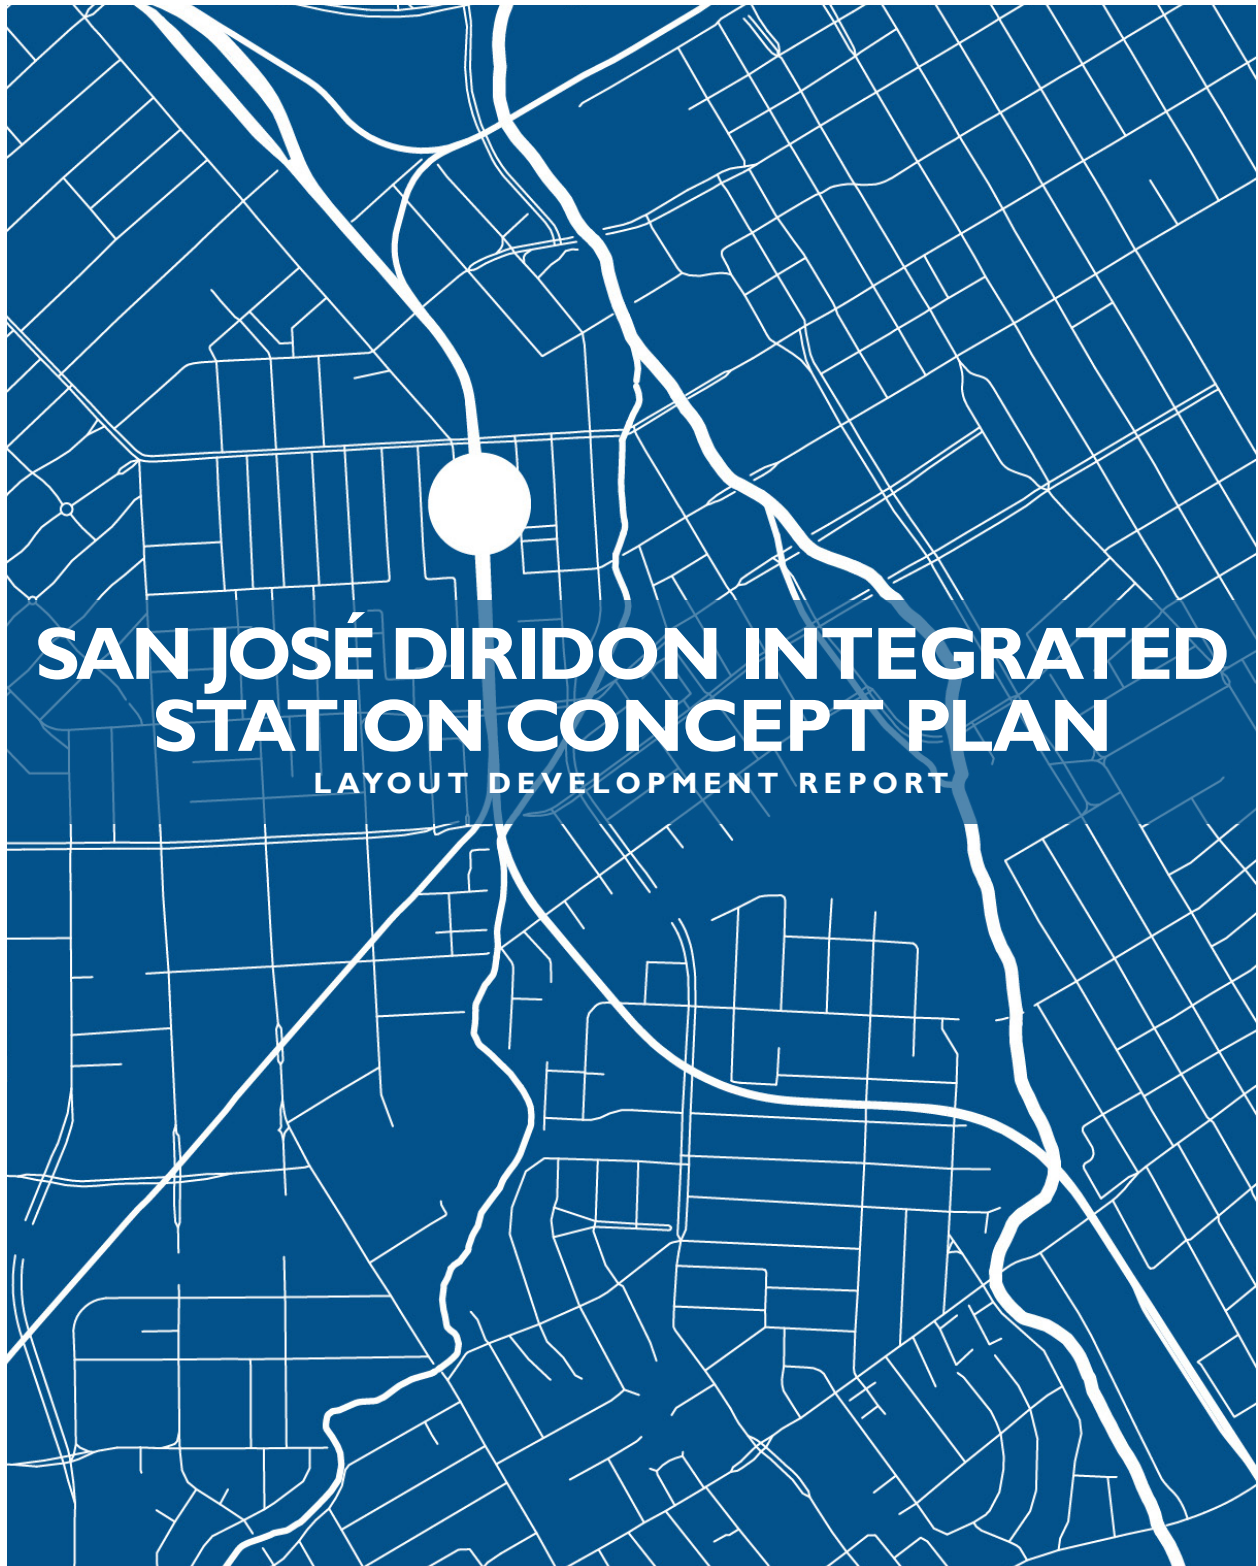 SAN JOSÉ DIRIDON INTEGRATED
STATION CONCEPT PLAN
LAYOUT DEVELOPMENT REPORT